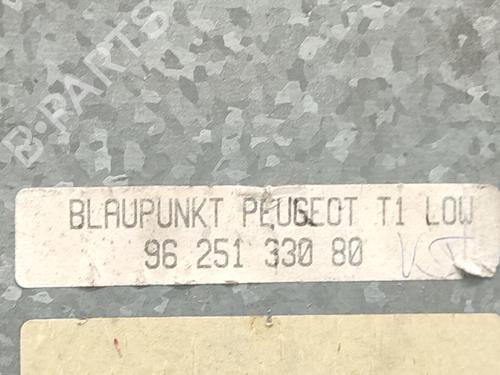 B-PARTS
BLAUPUNKT PEUGEOT T1 LOW
96 251 330 80